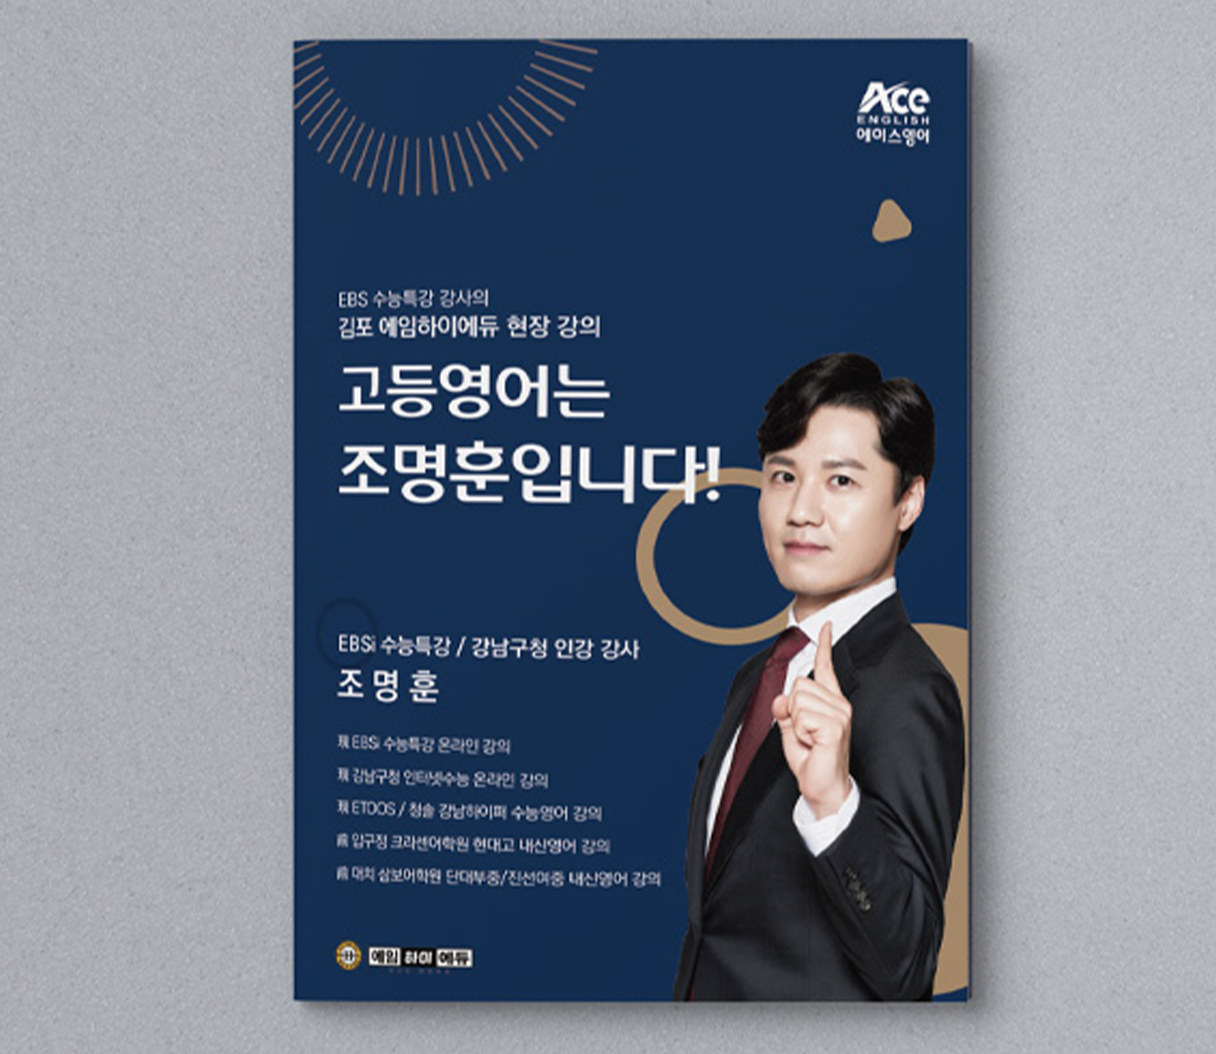 Ace
ENGLISH
에이스영어
EBS 수능특강 강사의
김포 에임하이에듀 현장 강의
고등영어는
조명훈입니다!
EBSi 수능특강 / 강남구청 인강 강사
조명훈
現 EBSi 수능특강 온라인 강의
現 강남구청 인터넷수능 온라인 강의
現 ETOOS / 청솔 강남하이퍼 수능영어 강의
前 압구정 크라센어학원 현대고 내신영어 강의
前 대치 삼보어학원 단대부중/진선여중 내신영어 강의
에임하이에듀